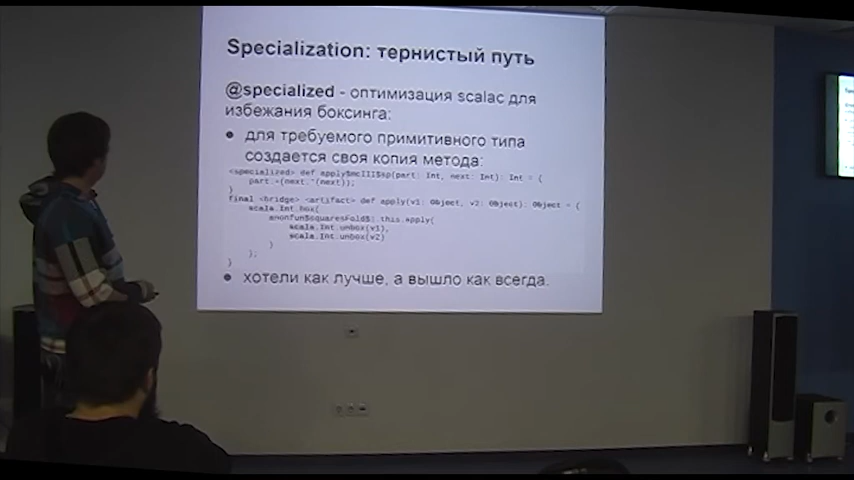 Specialization: тернистый путь
@specialized - оптимизация scalac для
избежания боксинга:
● для требуемого примитивного типа
создается своя копия метода:
<specialized> def apply$mcIII$sp(part: Int, next: Int): Int = {
part.+(next.*(next));
}
final <bridge> <artifact> def apply(v1: Object, v2: Object): Object = {
scala.Int.box(
anonfun$squaresFold$1.this.apply(
scala.Int.unbox(v1),
scala.Int.unbox(v2)
)
);
}
● хотели как лучше, а вышло как всегда.